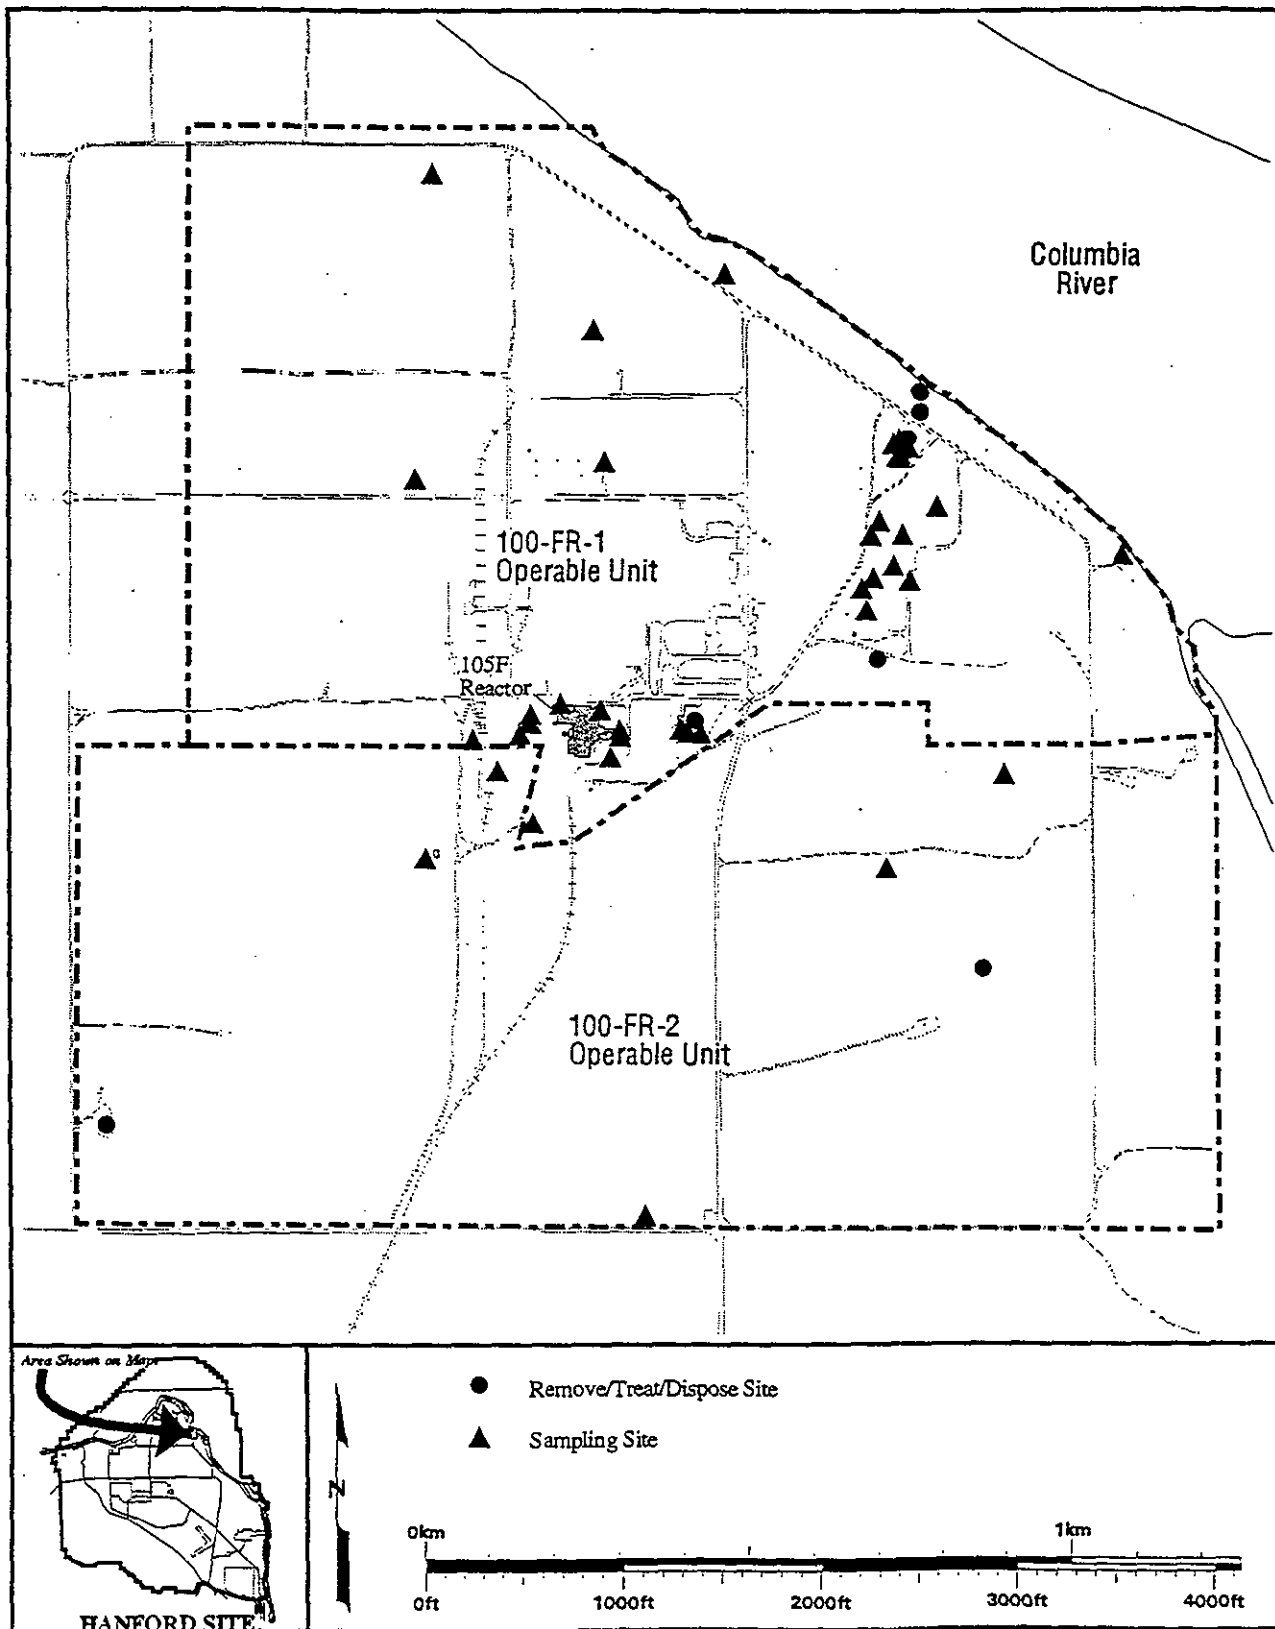 Columbia
River
100-FR-1
Operable Unit
105F
Reactor
100-FR-2
Operable Unit
Area Shown on Map
HANFORD SITE
N
Remove/Treat/Dispose Site
Sampling Site
0km
1km
0ft
1000ft
2000ft
3000ft
4000ft